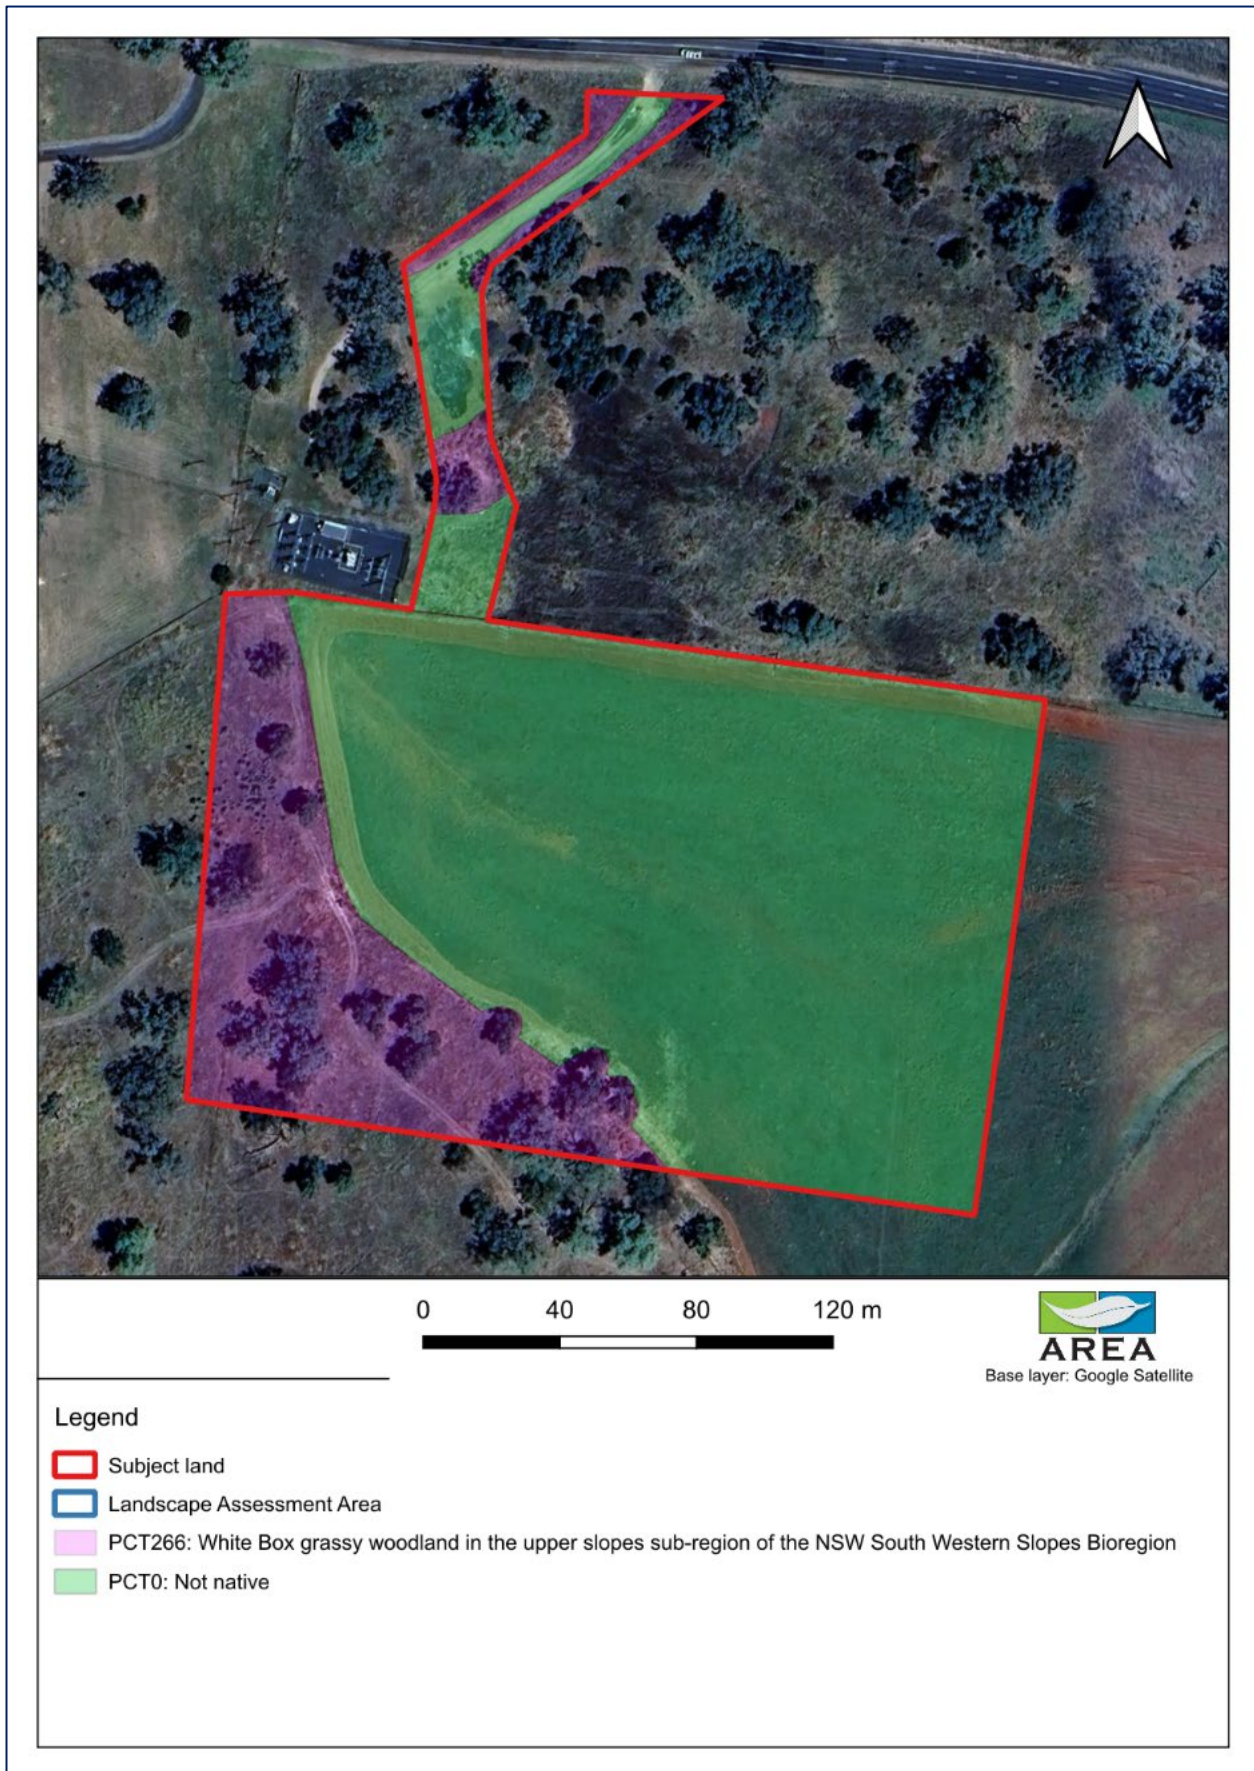 0 40 80 120 m
AREA
Base layer: Google Satellite
Legend
Subject land
Landscape Assessment Area
PCT266: White Box grassy woodland in the upper slopes sub-region of the NSW South Western Slopes Bioregion
PCT0: Not native